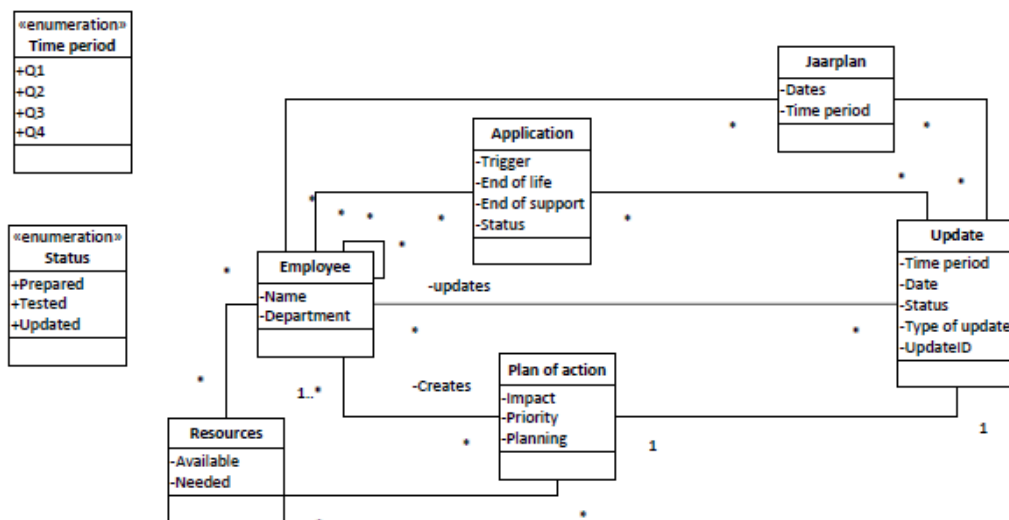 «enumeration»
Time period
+Q1
+Q2
+Q3
+Q4
Jaarplan
-Dates
-Time period
*
*
Application
-Trigger
-End of life
-End of support
-Status
*
*
*
*
*
*
*
*
«enumeration»
Status
+Prepared
+Tested
+Updated
Update
-Time period
-Date
-Status
-Type of update
-UpdateID
*
Employee
-Name
-Department
*
-updates
*
*
Plan of action
-Impact
-Priority
-Planning
*
1..*
-Creates
*
1
1
Resources
-Available
-Needed
*
*